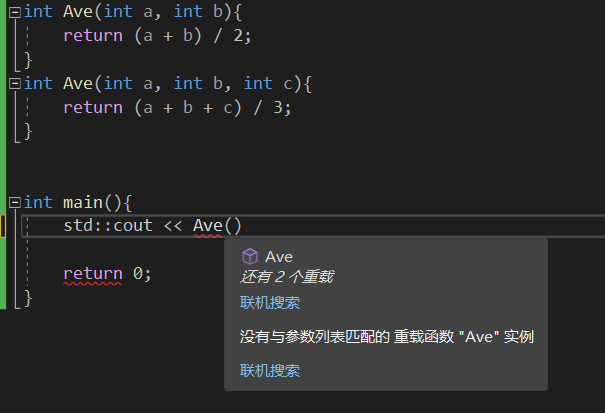 int Ave(int a, int b){
return (a + b) / 2;
}
int Ave(int a, int b, int c){
return (a + b + c) / 3;
}
int main(){
std::cout << Ave()
return 0;
}
Ave
还有 2 个重载
联机搜索
没有与参数列表匹配的 重载函数 "Ave" 实例
联机搜索